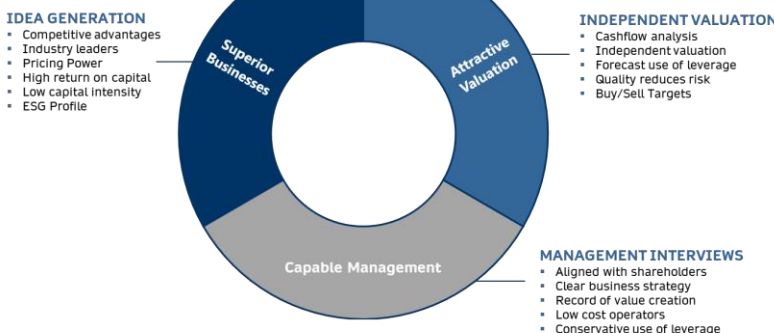 IDEA GENERATION
▪ Competitive advantages
▪ Industry leaders
▪ Pricing Power
▪ High return on capital
▪ Low capital intensity
▪ ESG Profile
Superior
Businesses
Attractive
Valuation
INDEPENDENT VALUATION
▪ Cashflow analysis
▪ Independent valuation
▪ Forecast use of leverage
▪ Quality reduces risk
▪ Buy/Sell Targets
Capable Management
MANAGEMENT INTERVIEWS
▪ Aligned with shareholders
▪ Clear business strategy
▪ Record of value creation
▪ Low cost operators
▪ Conservative use of leverage